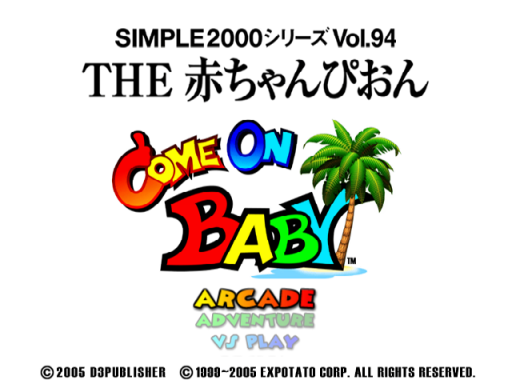 SIMPLE2000シリーズ Vol.94
THE 赤ちゃんぴおん
COME ON
BABY™
ARCADE
ADVENTURE
VS PLAY
©2005 D3PUBLISHER ©1999~2005 EXPOTATO CORP. ALL RIGHTS RESERVED.